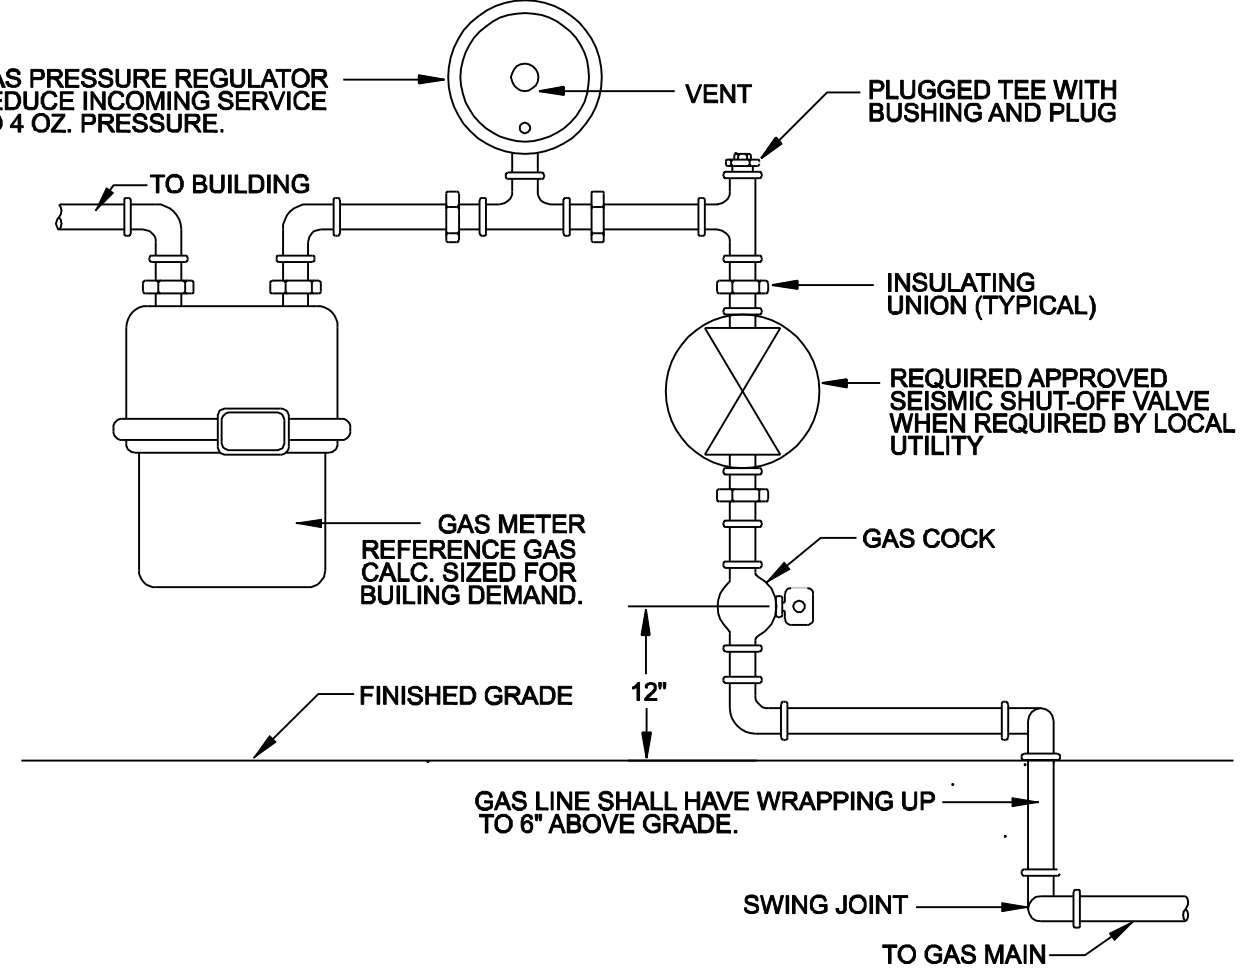 PRESSURE REGULATOR
INCOMING SERVICE
4 OZ. PRESSURE.
VENT
PLUGGED TEE WITH
BUSHING AND PLUG
TO BUILDING
INSULATING
UNION (TYPICAL)
REQUIRED APPROVED
SEISMIC SHUT-OFF VALVE
WHEN REQUIRED BY LOCAL
UTILITY
GAS METER
REFERENCE GAS
CALC. SIZED FOR
BUILING DEMAND.
GAS COCK
12"
FINISHED GRADE
GAS LINE SHALL HAVE WRAPPING UP
TO 6" ABOVE GRADE.
SWING JOINT
TO GAS MAIN